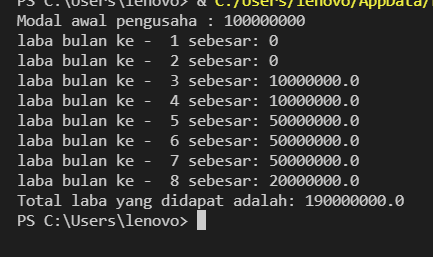 PS C:\Users\lenovo> & C:/Users/lenovo/AppData/
Modal awal pengusaha : 100000000
laba bulan ke -  1 sebesar: 0
laba bulan ke -  2 sebesar: 0
laba bulan ke -  3 sebesar: 10000000.0
laba bulan ke -  4 sebesar: 10000000.0
laba bulan ke -  5 sebesar: 50000000.0
laba bulan ke -  6 sebesar: 50000000.0
laba bulan ke -  7 sebesar: 50000000.0
laba bulan ke -  8 sebesar: 20000000.0
Total laba yang didapat adalah: 190000000.0
PS C:\Users\lenovo>